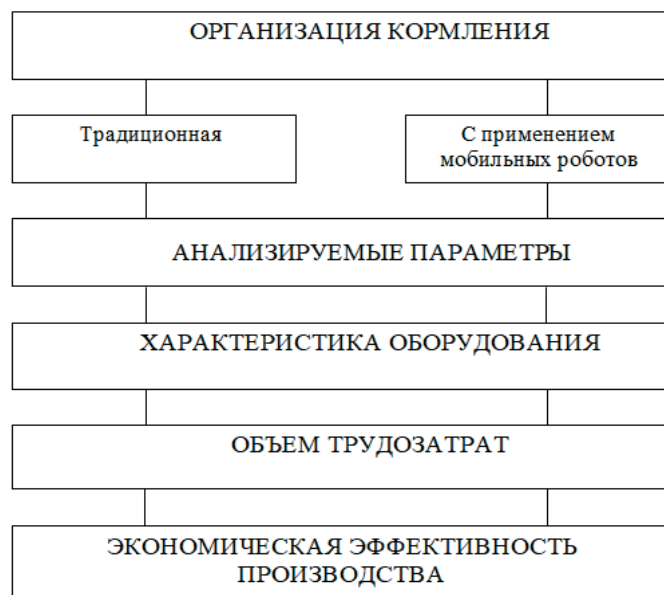 ОРГАНИЗАЦИЯ КОРМЛЕНИЯ
Традиционная
С применением
мобильных роботов
АНАЛИЗИРУЕМЫЕ ПАРАМЕТРЫ
ХАРАКТЕРИСТИКА ОБОРУДОВАНИЯ
ОБЪЕМ ТРУДОЗАТРАТ
ЭКОНОМИЧЕСКАЯ ЭФФЕКТИВНОСТЬ
ПРОИЗВОДСТВА